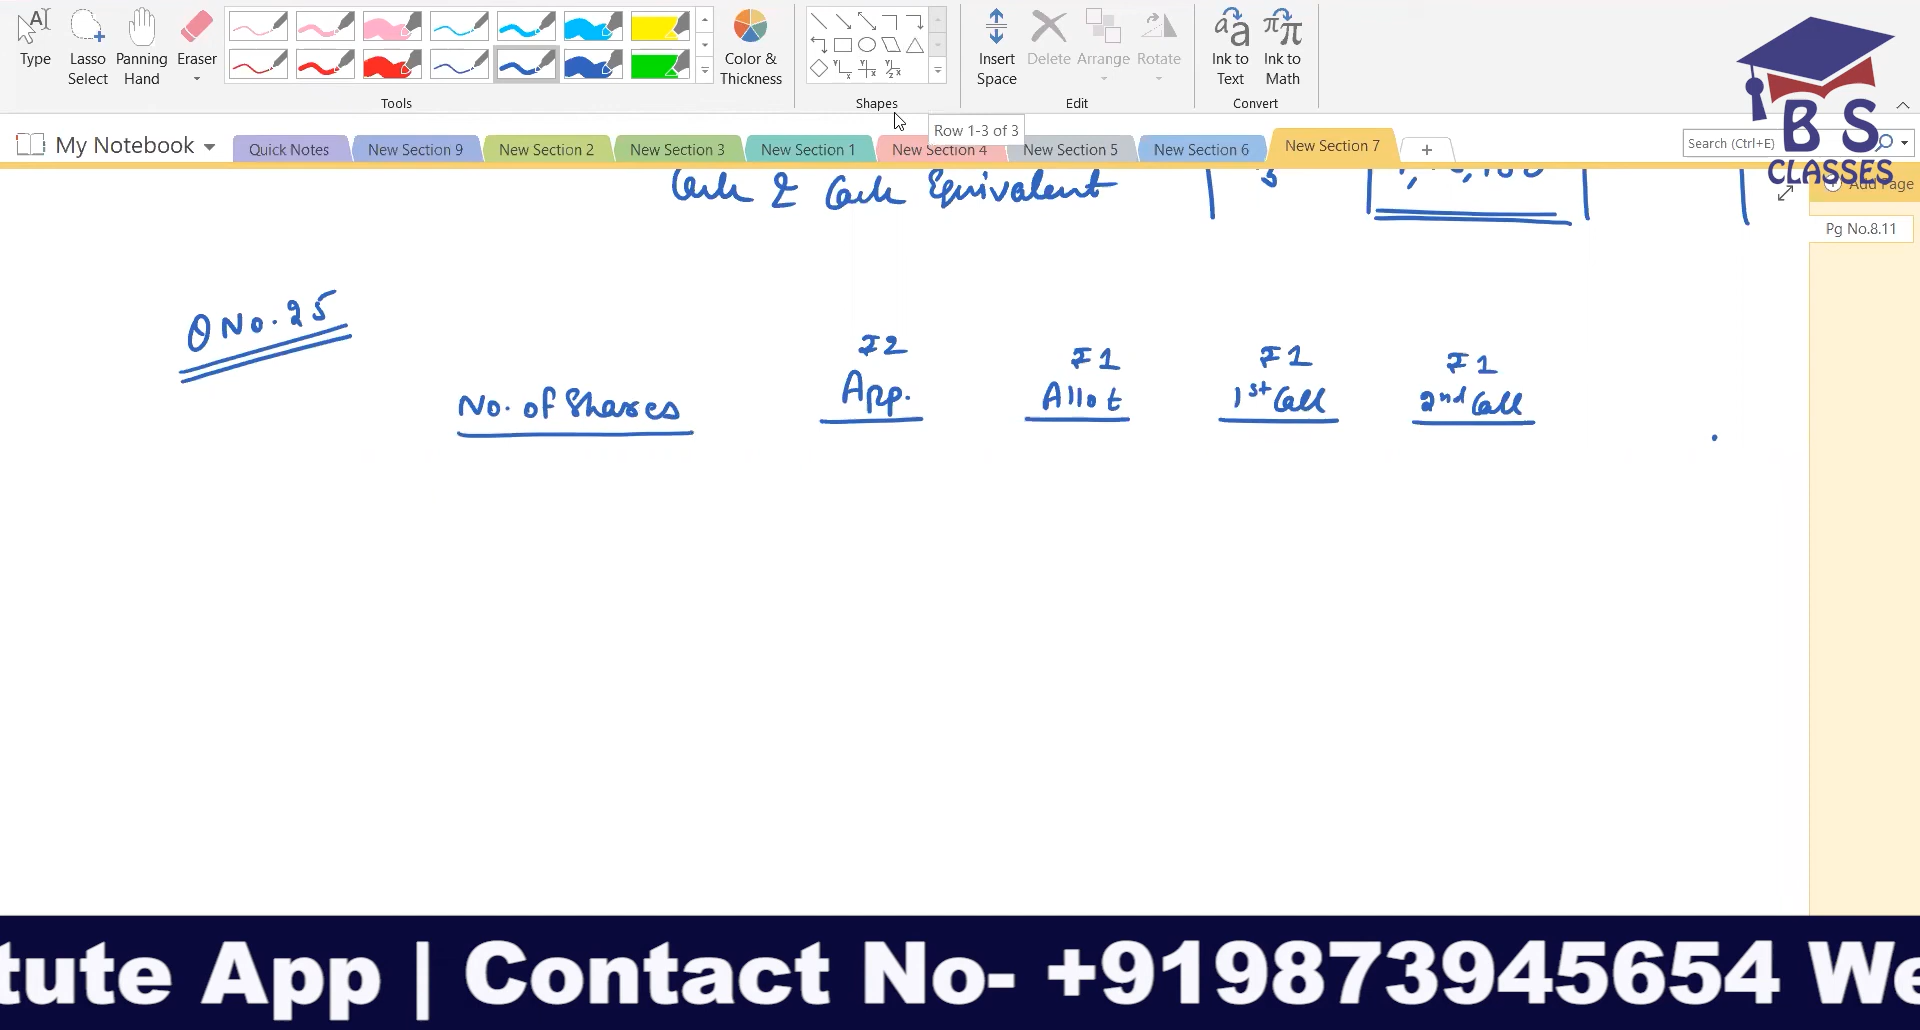 Type
Lasso Select
Panning Hand
Eraser
Color & Thickness
Insert Space
Delete
Arrange
Rotate
Ink to Text
Ink to Math
Tools
Shapes
Edit
Convert
Row 1-3 of 3
My Notebook
Quick Notes
New Section 9
New Section 2
New Section 3
New Section 1
New Section 4
New Section 5
New Section 6
New Section 7
+
Search (Ctrl+E)
B S
CLASSES
Add Page
Pg No.8.11
Cash & Cash Equivalent
Q No. 25
₹2 ₹1 ₹1 ₹1
No. of Shares App. Allot 1st Call 2nd Call
tute App | Contact No- +919873945654 We